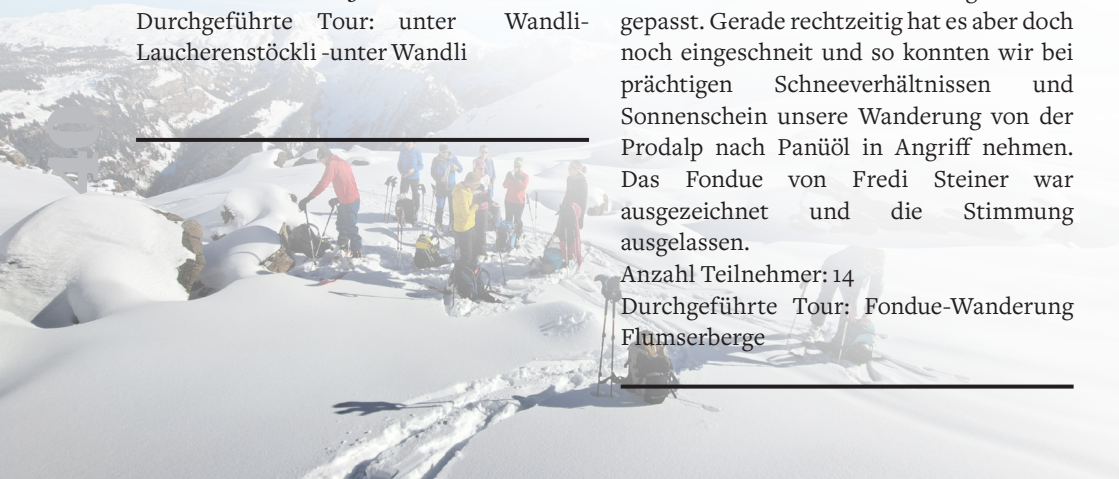 Durchgeführte Tour: unter Wandli-
Laucherenstöckli -unter Wandli
gepasst. Gerade rechtzeitig hat es aber doch
noch eingeschneit und so konnten wir bei
prächtigen Schneeverhältnissen und
Sonnenschein unsere Wanderung von der
Prodalp nach Panüöl in Angriff nehmen.
Das Fondue von Fredi Steiner war
ausgezeichnet und die Stimmung
ausgelassen.
Anzahl Teilnehmer: 14
Durchgeführte Tour: Fondue-Wanderung
Flumserberge